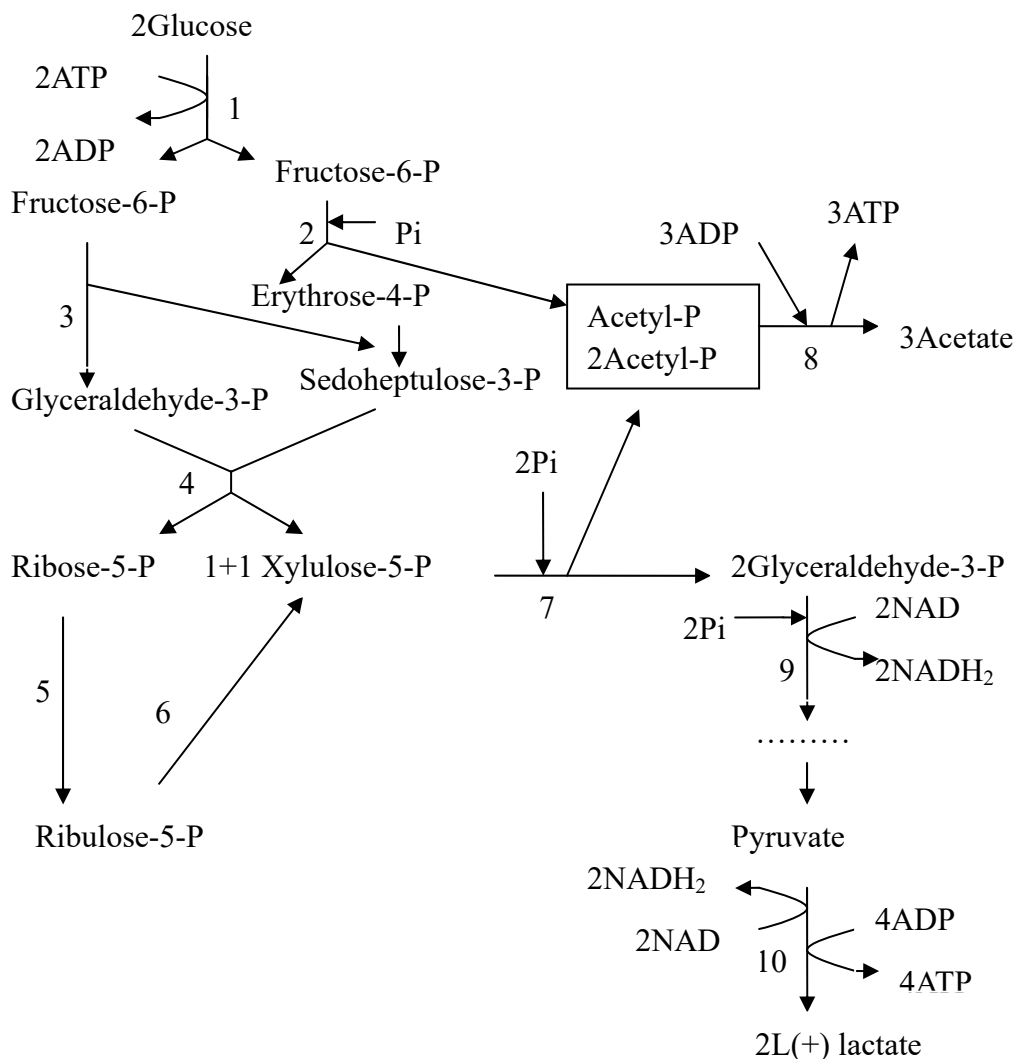 2Glucose
2ATP
1
2ADP
Fructose-6-P
Fructose-6-P
2
Pi
3ADP
3ATP
Erythrose-4-P
3
Acetyl-P
2Acetyl-P
8
3Acetate
Sedoheptulose-3-P
Glyceraldehyde-3-P
4
2Pi
Ribose-5-P
1+1 Xylulose-5-P
7
2Glyceraldehyde-3-P
2Pi
2NAD
9
2NADH₂
5
6
.........
Ribulose-5-P
Pyruvate
2NADH₂
4ADP
2NAD
10
4ATP
2L(+) lactate